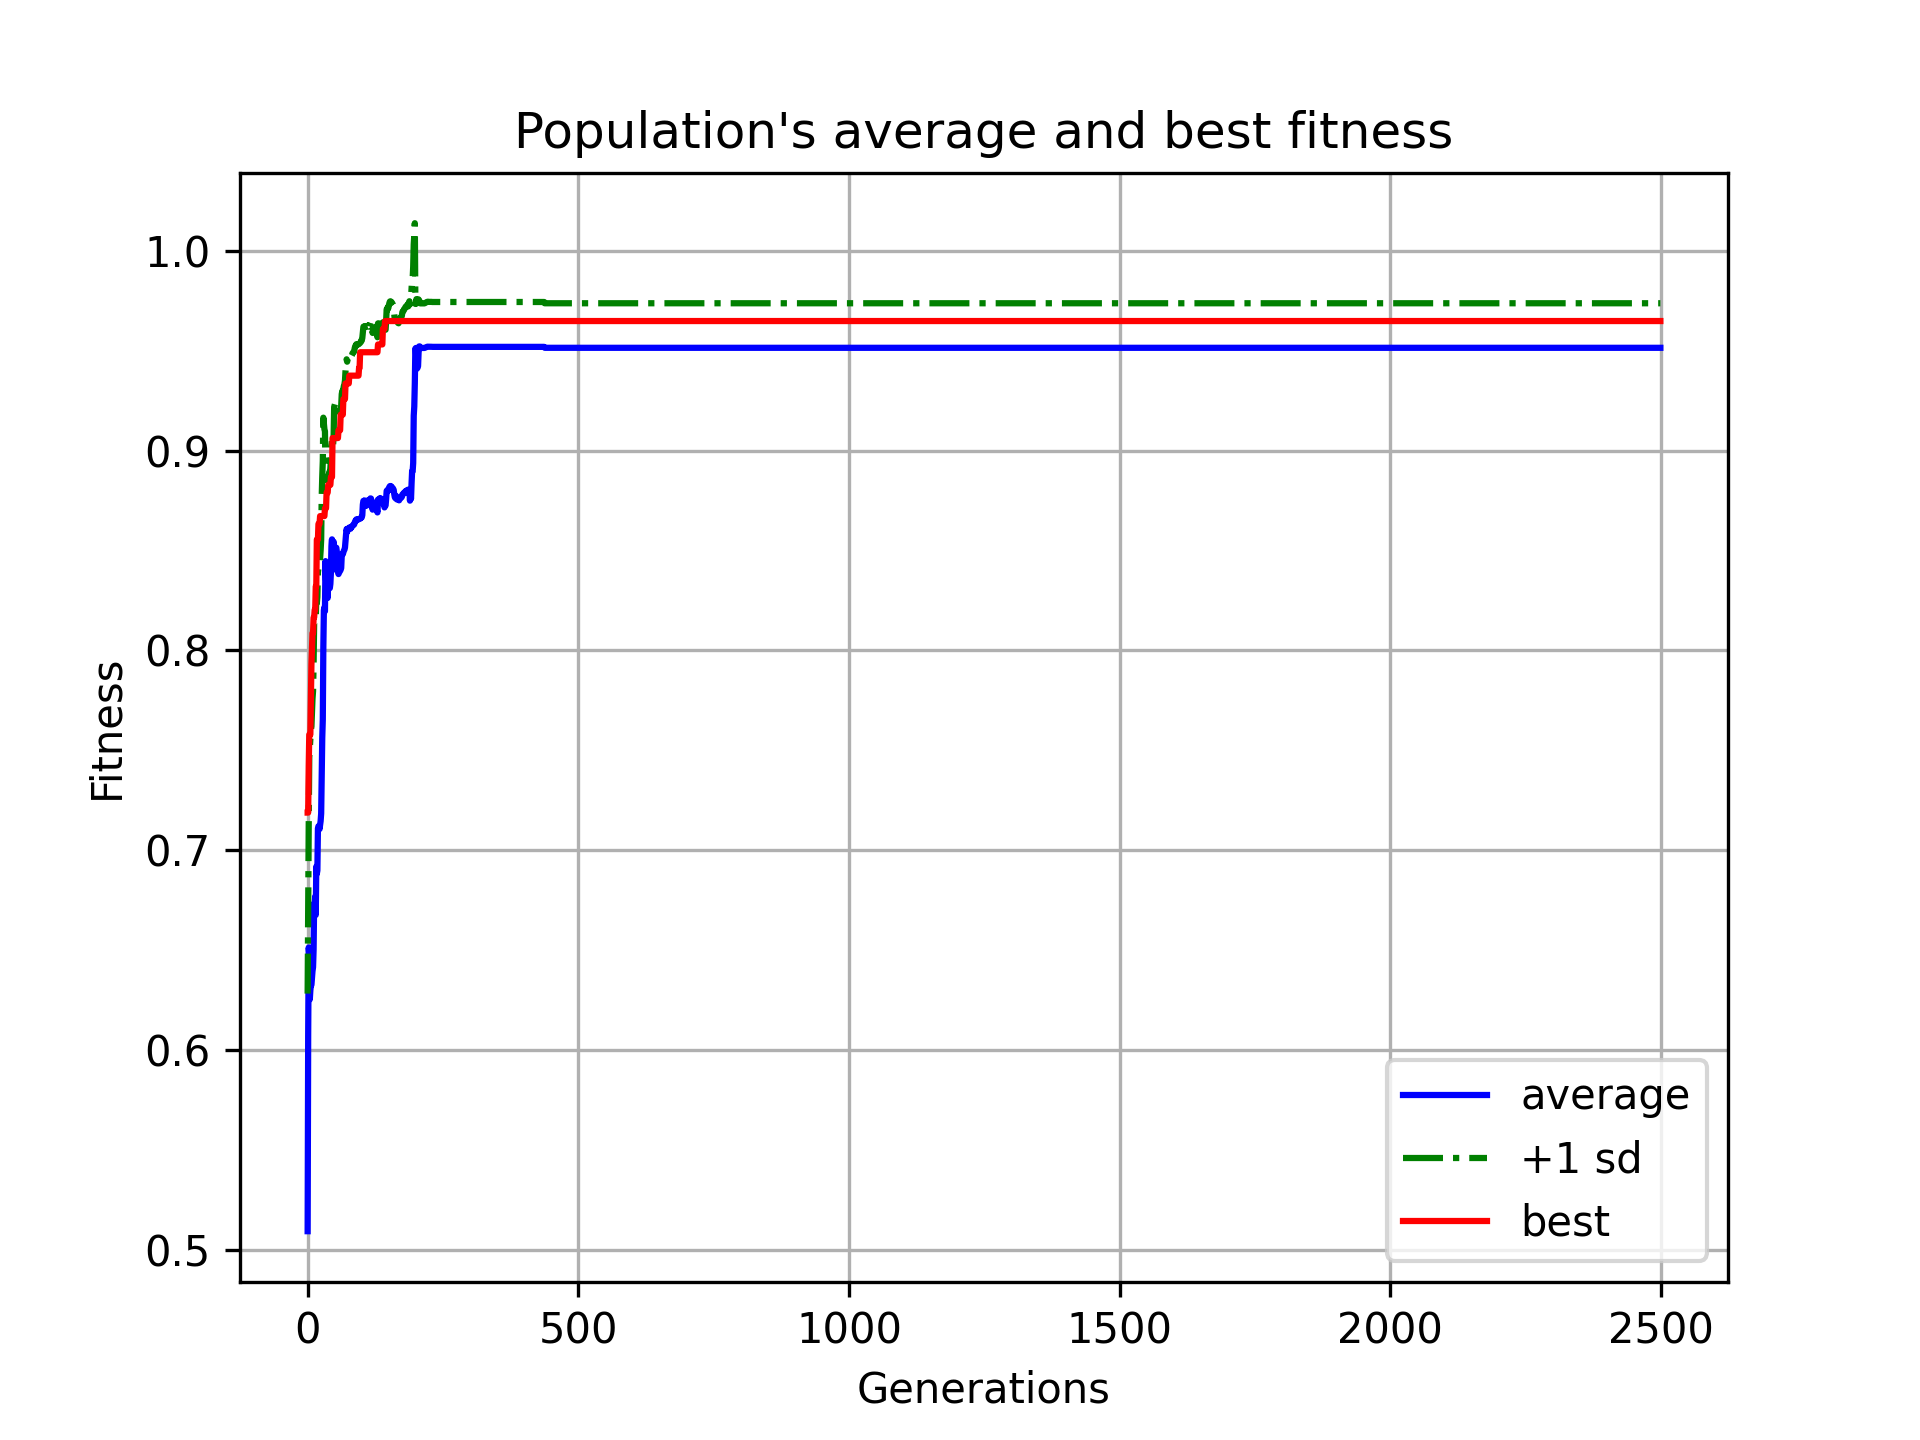 Population's average and best fitness
1.0
0.9
0.8
0.7
0.6
0.5
Fitness
0 500 1000 1500 2000 2500
Generations
average
+1 sd
best